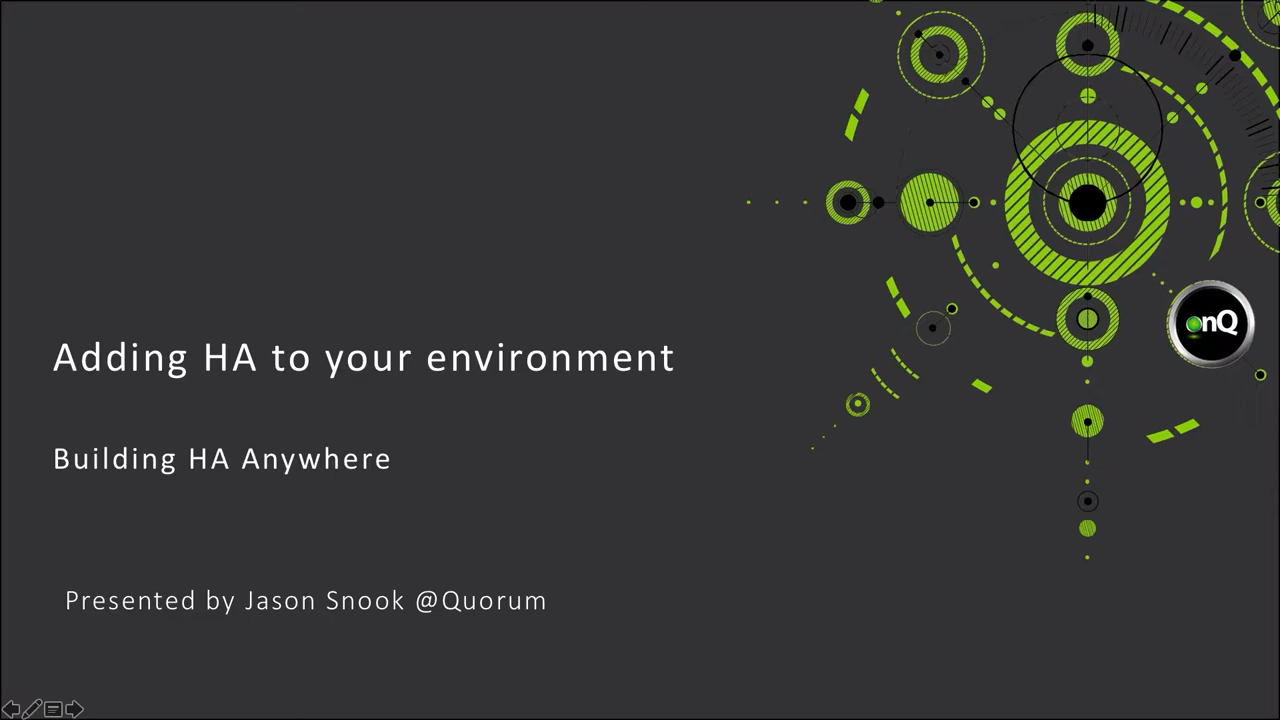 Adding HA to your environment
onQ
Building HA Anywhere
Presented by Jason Snook @Quorum